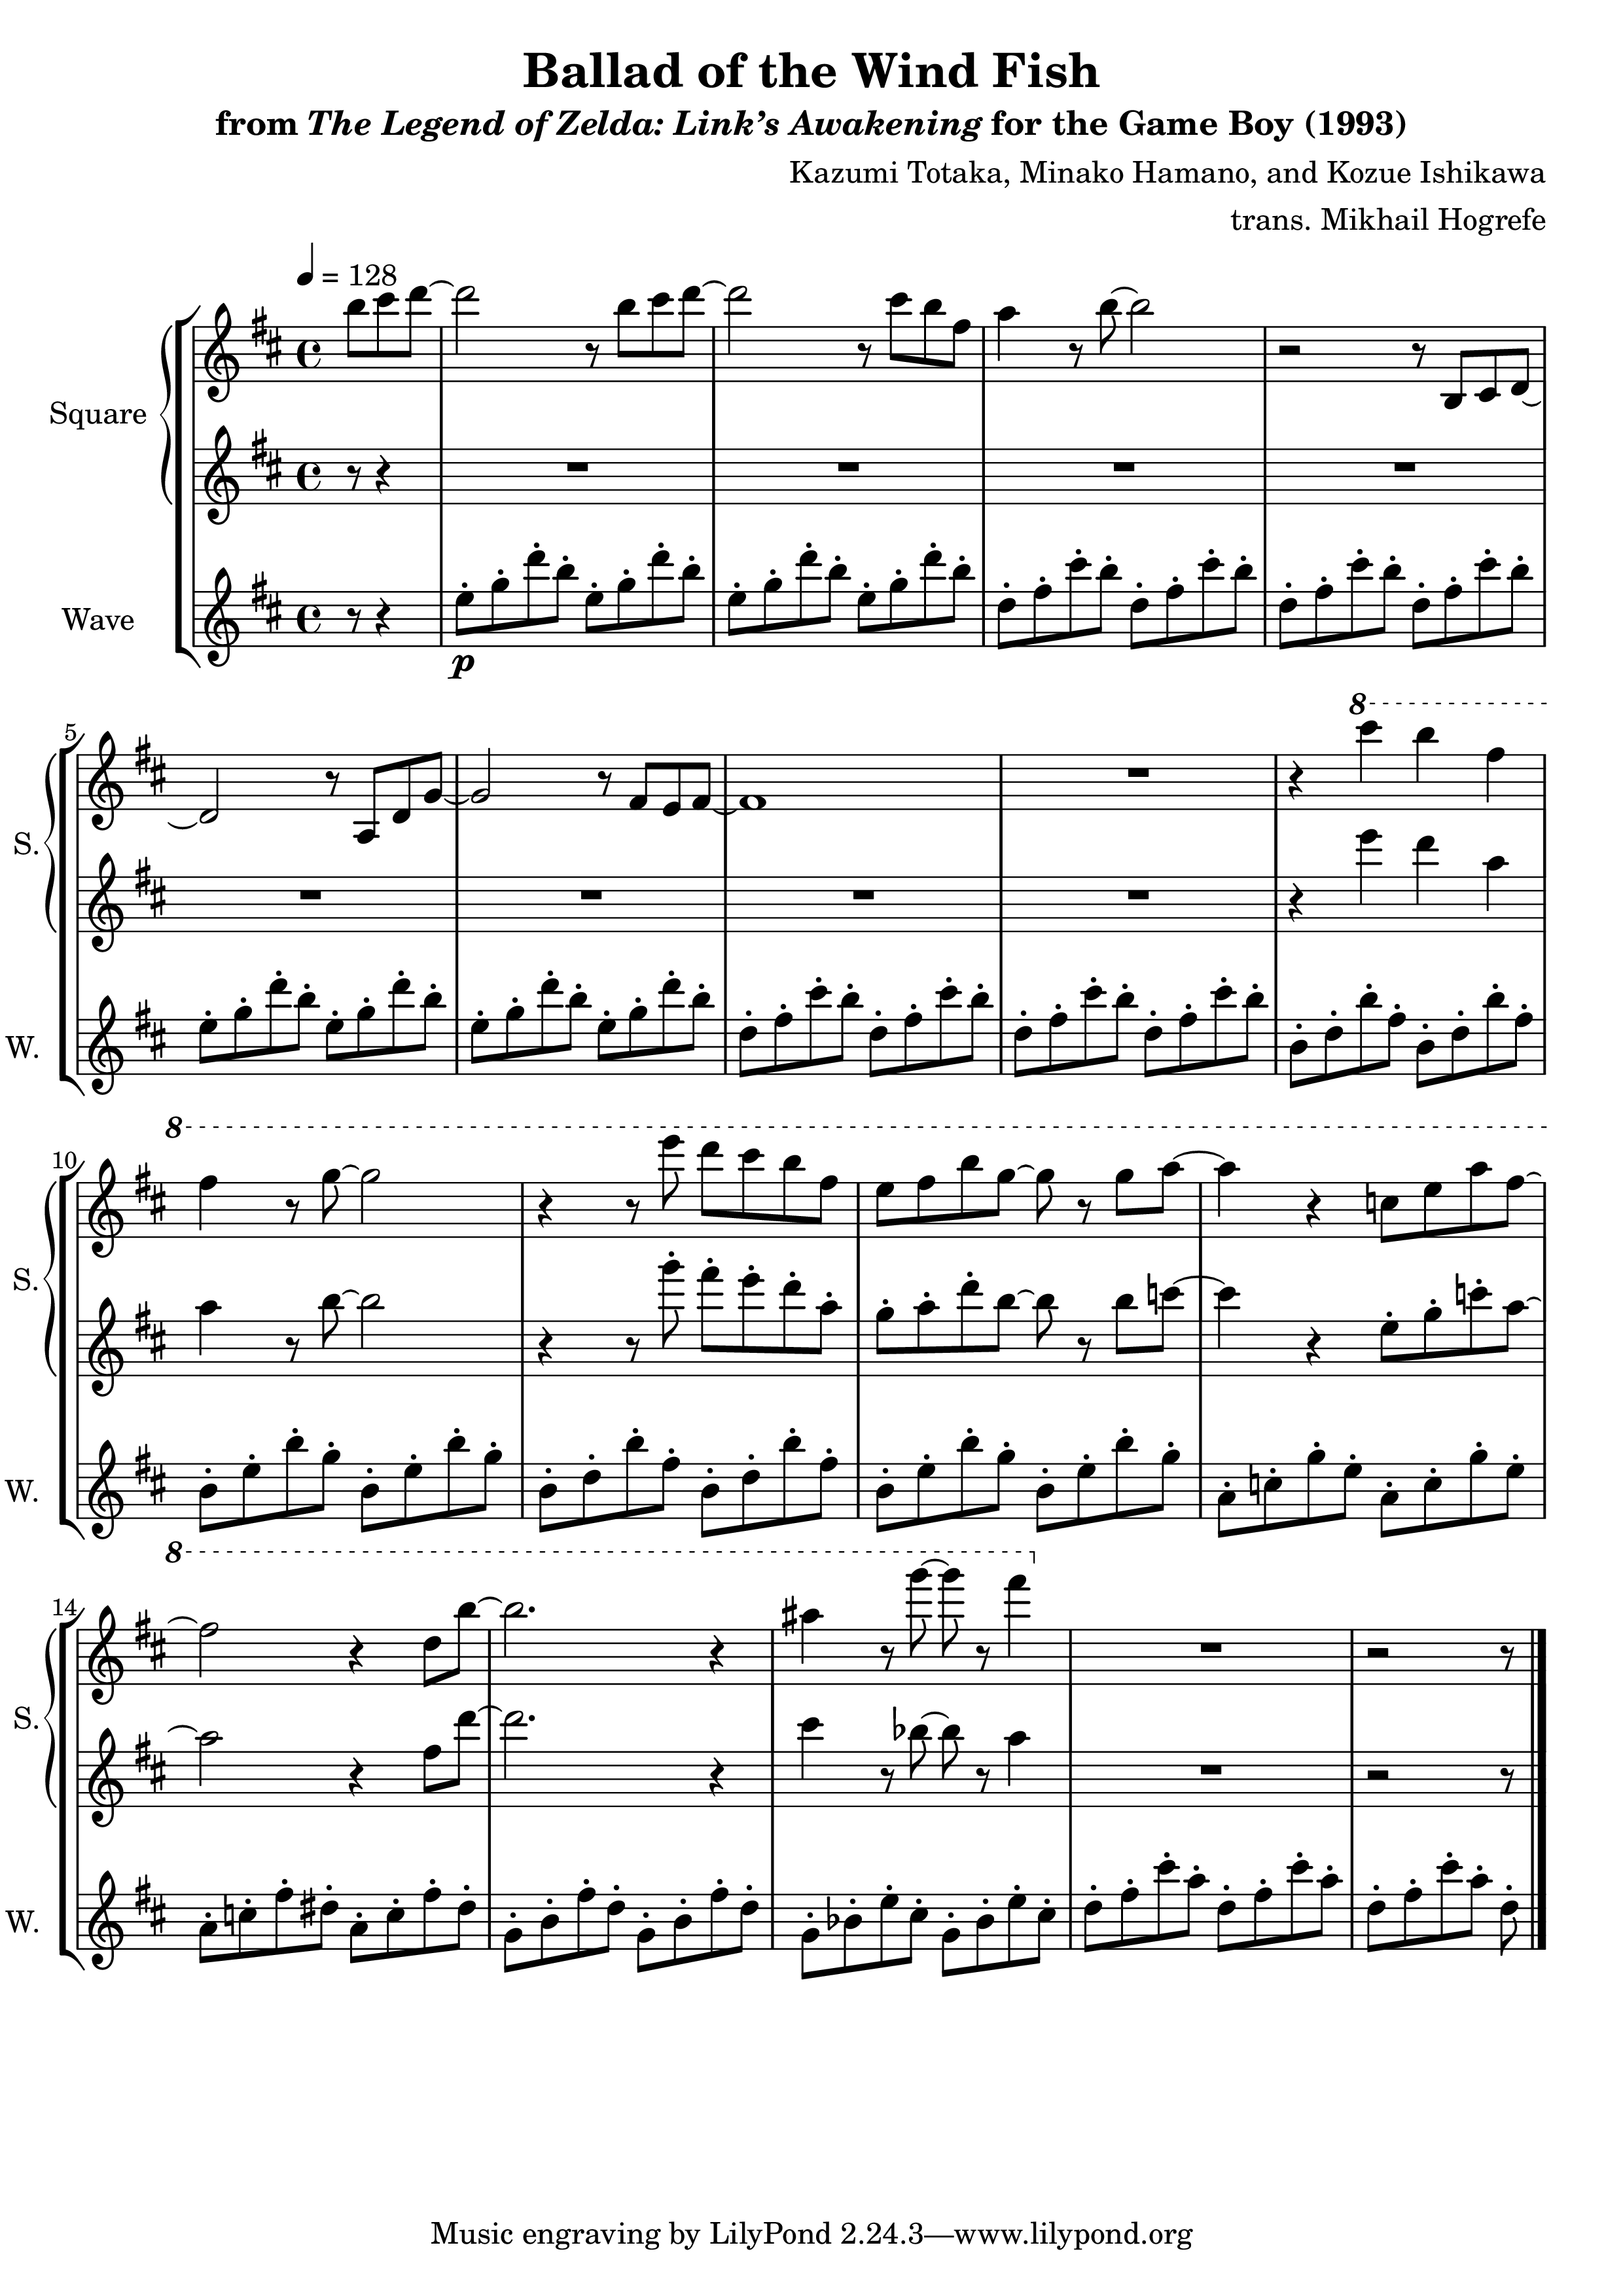 Ballad of the Wind Fish
from The Legend of Zelda: Link’s Awakening for the Game Boy (1993)
Kazumi Totaka, Minako Hamano, and Kozue Ishikawa
trans. Mikhail Hogrefe
= 128
Square
Wave
p
5
8
S.
W.
8
10
S.
W.
8
14
S.
W.
Music engraving by LilyPond 2.24.3—www.lilypond.org